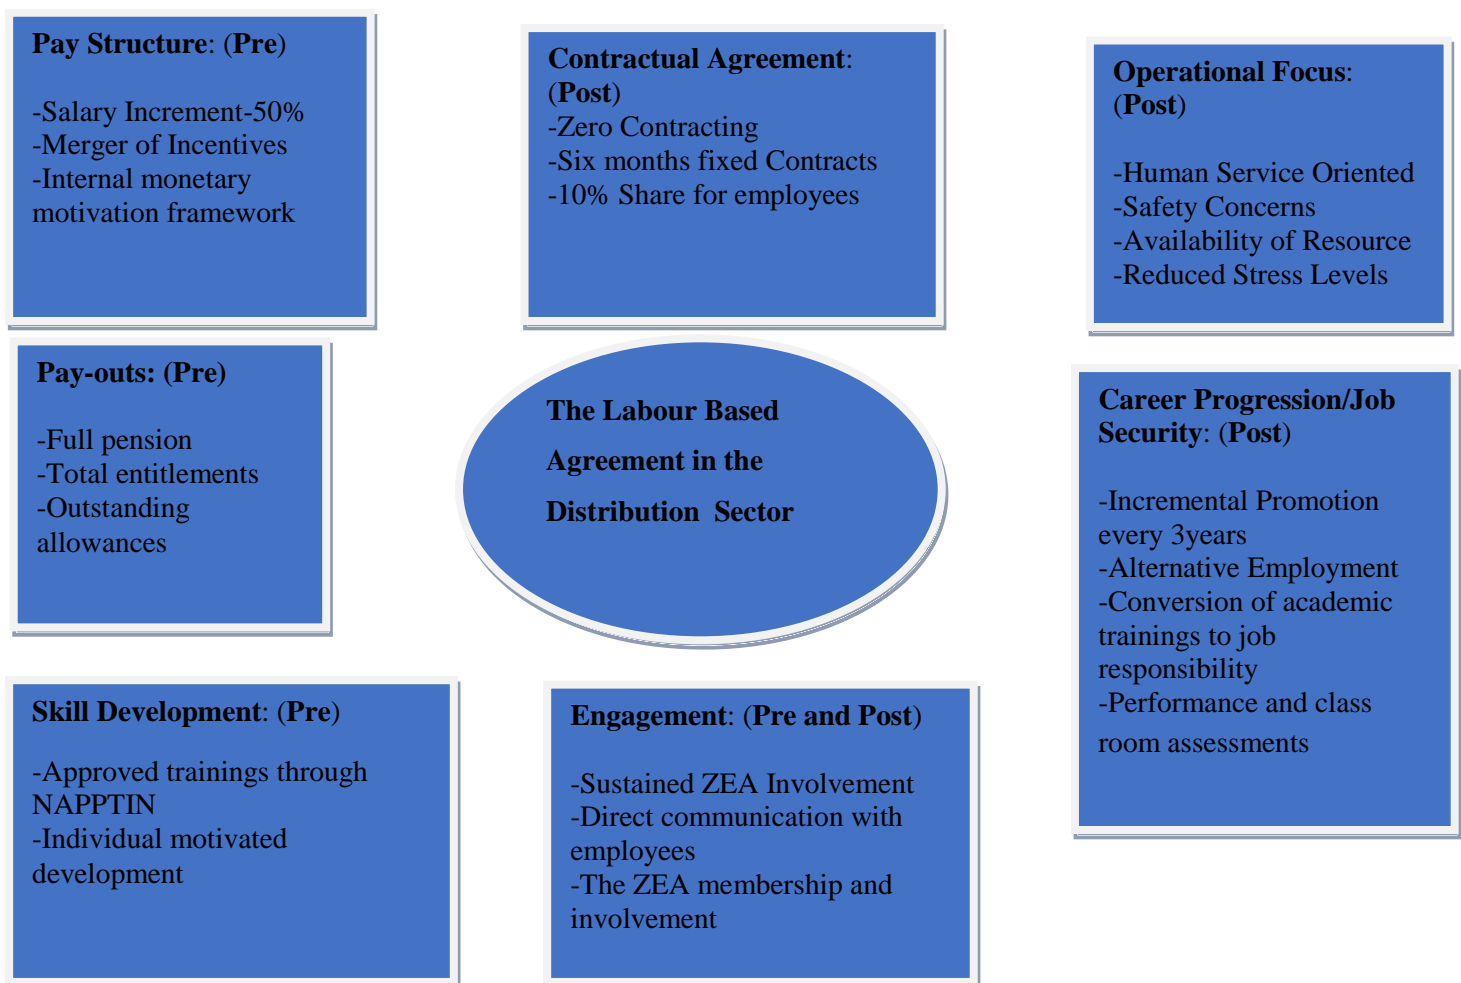 Pay Structure: (Pre)
-Salary Increment-50%
-Merger of Incentives
-Internal monetary
motivation framework
Contractual Agreement:
(Post)
-Zero Contracting
-Six months fixed Contracts
-10% Share for employees
Operational Focus:
(Post)
-Human Service Oriented
-Safety Concerns
-Availability of Resource
-Reduced Stress Levels
Pay-outs: (Pre)
-Full pension
-Total entitlements
-Outstanding
allowances
The Labour Based
Agreement in the
Distribution Sector
Career Progression/Job
Security: (Post)
-Incremental Promotion
every 3years
-Alternative Employment
-Conversion of academic
trainings to job
responsibility
-Performance and class
room assessments
Skill Development: (Pre)
-Approved trainings through
NAPPTIN
-Individual motivated
development
Engagement: (Pre and Post)
-Sustained ZEA Involvement
-Direct communication with
employees
-The ZEA membership and
involvement